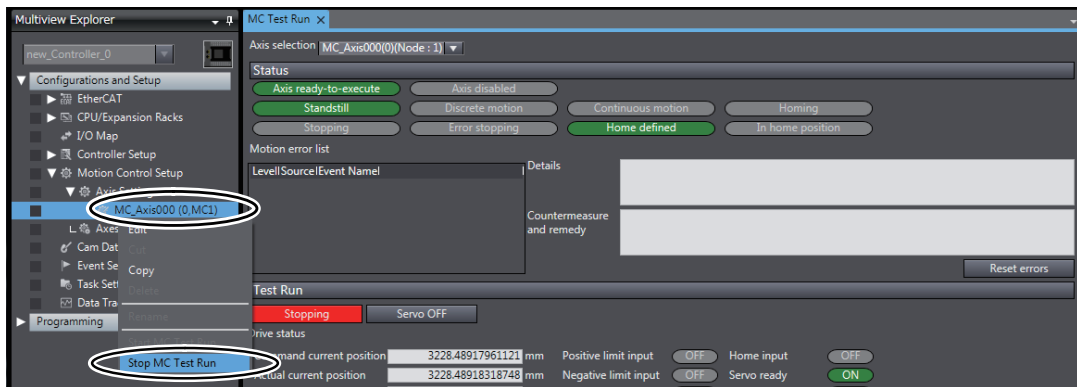 Multiview Explorer
new_Controller_0
Configurations and Setup
EtherCAT
CPU/Expansion Racks
I/O Map
Controller Setup
Motion Control Setup
MC_Axis000 (0,MC1)
Axes
Cam Dat
Event Se
Task Sett
Data Tra
Programming
Edit
Cut
Copy
Delete
Rename
Stop MC Test Run
MC Test Run
Axis selection MC_Axis000(0)(Node : 1)
Status
Axis ready-to-execute Axis disabled
Standstill Discrete motion Continuous motion Homing
Stopping Error stopping Home defined In home position
Motion error list
Level|Source|Event Name|
Details
Countermeasure
and remedy
Reset errors
Test Run
Stopping Servo OFF
Drive status
Command current position 3228.48917961121 mm Positive limit input OFF Home input OFF
Actual current position 3228.48918318748 mm Negative limit input OFF Servo ready ON